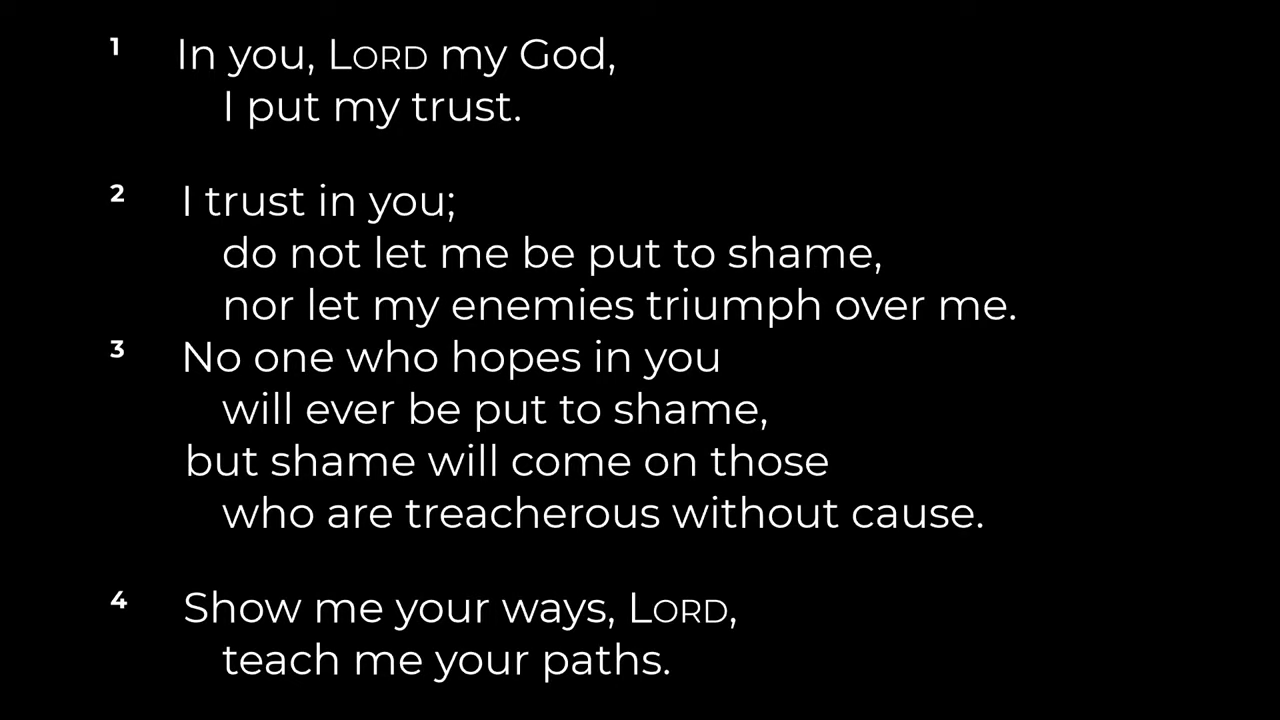 1 In you, LORD my God,
I put my trust.
2 I trust in you;
do not let me be put to shame,
nor let my enemies triumph over me.
3 No one who hopes in you
will ever be put to shame,
but shame will come on those
who are treacherous without cause.
4 Show me your ways, LORD,
teach me your paths.